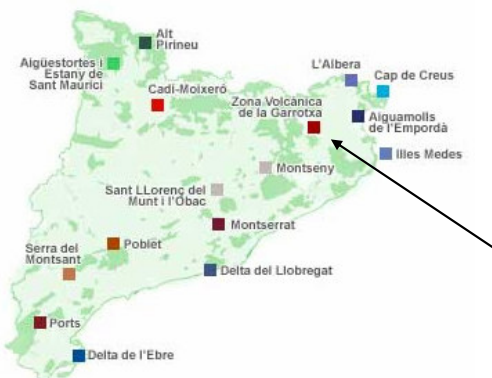 Alt
Pirineu
Aigüestortes i
Estany de
Sant Maurici
L'Albera
Cap de Creus
Cadí-Moixeró
Zona Volcànica
de la Garrotxa
Aiguamolls
de l'Empordà
Illes Medes
Montseny
Sant LLorenç del
Munt i l'Obac
Montserrat
Poblet
Serra del
Montsant
Delta del Llobregat
Ports
Delta de l'Ebre